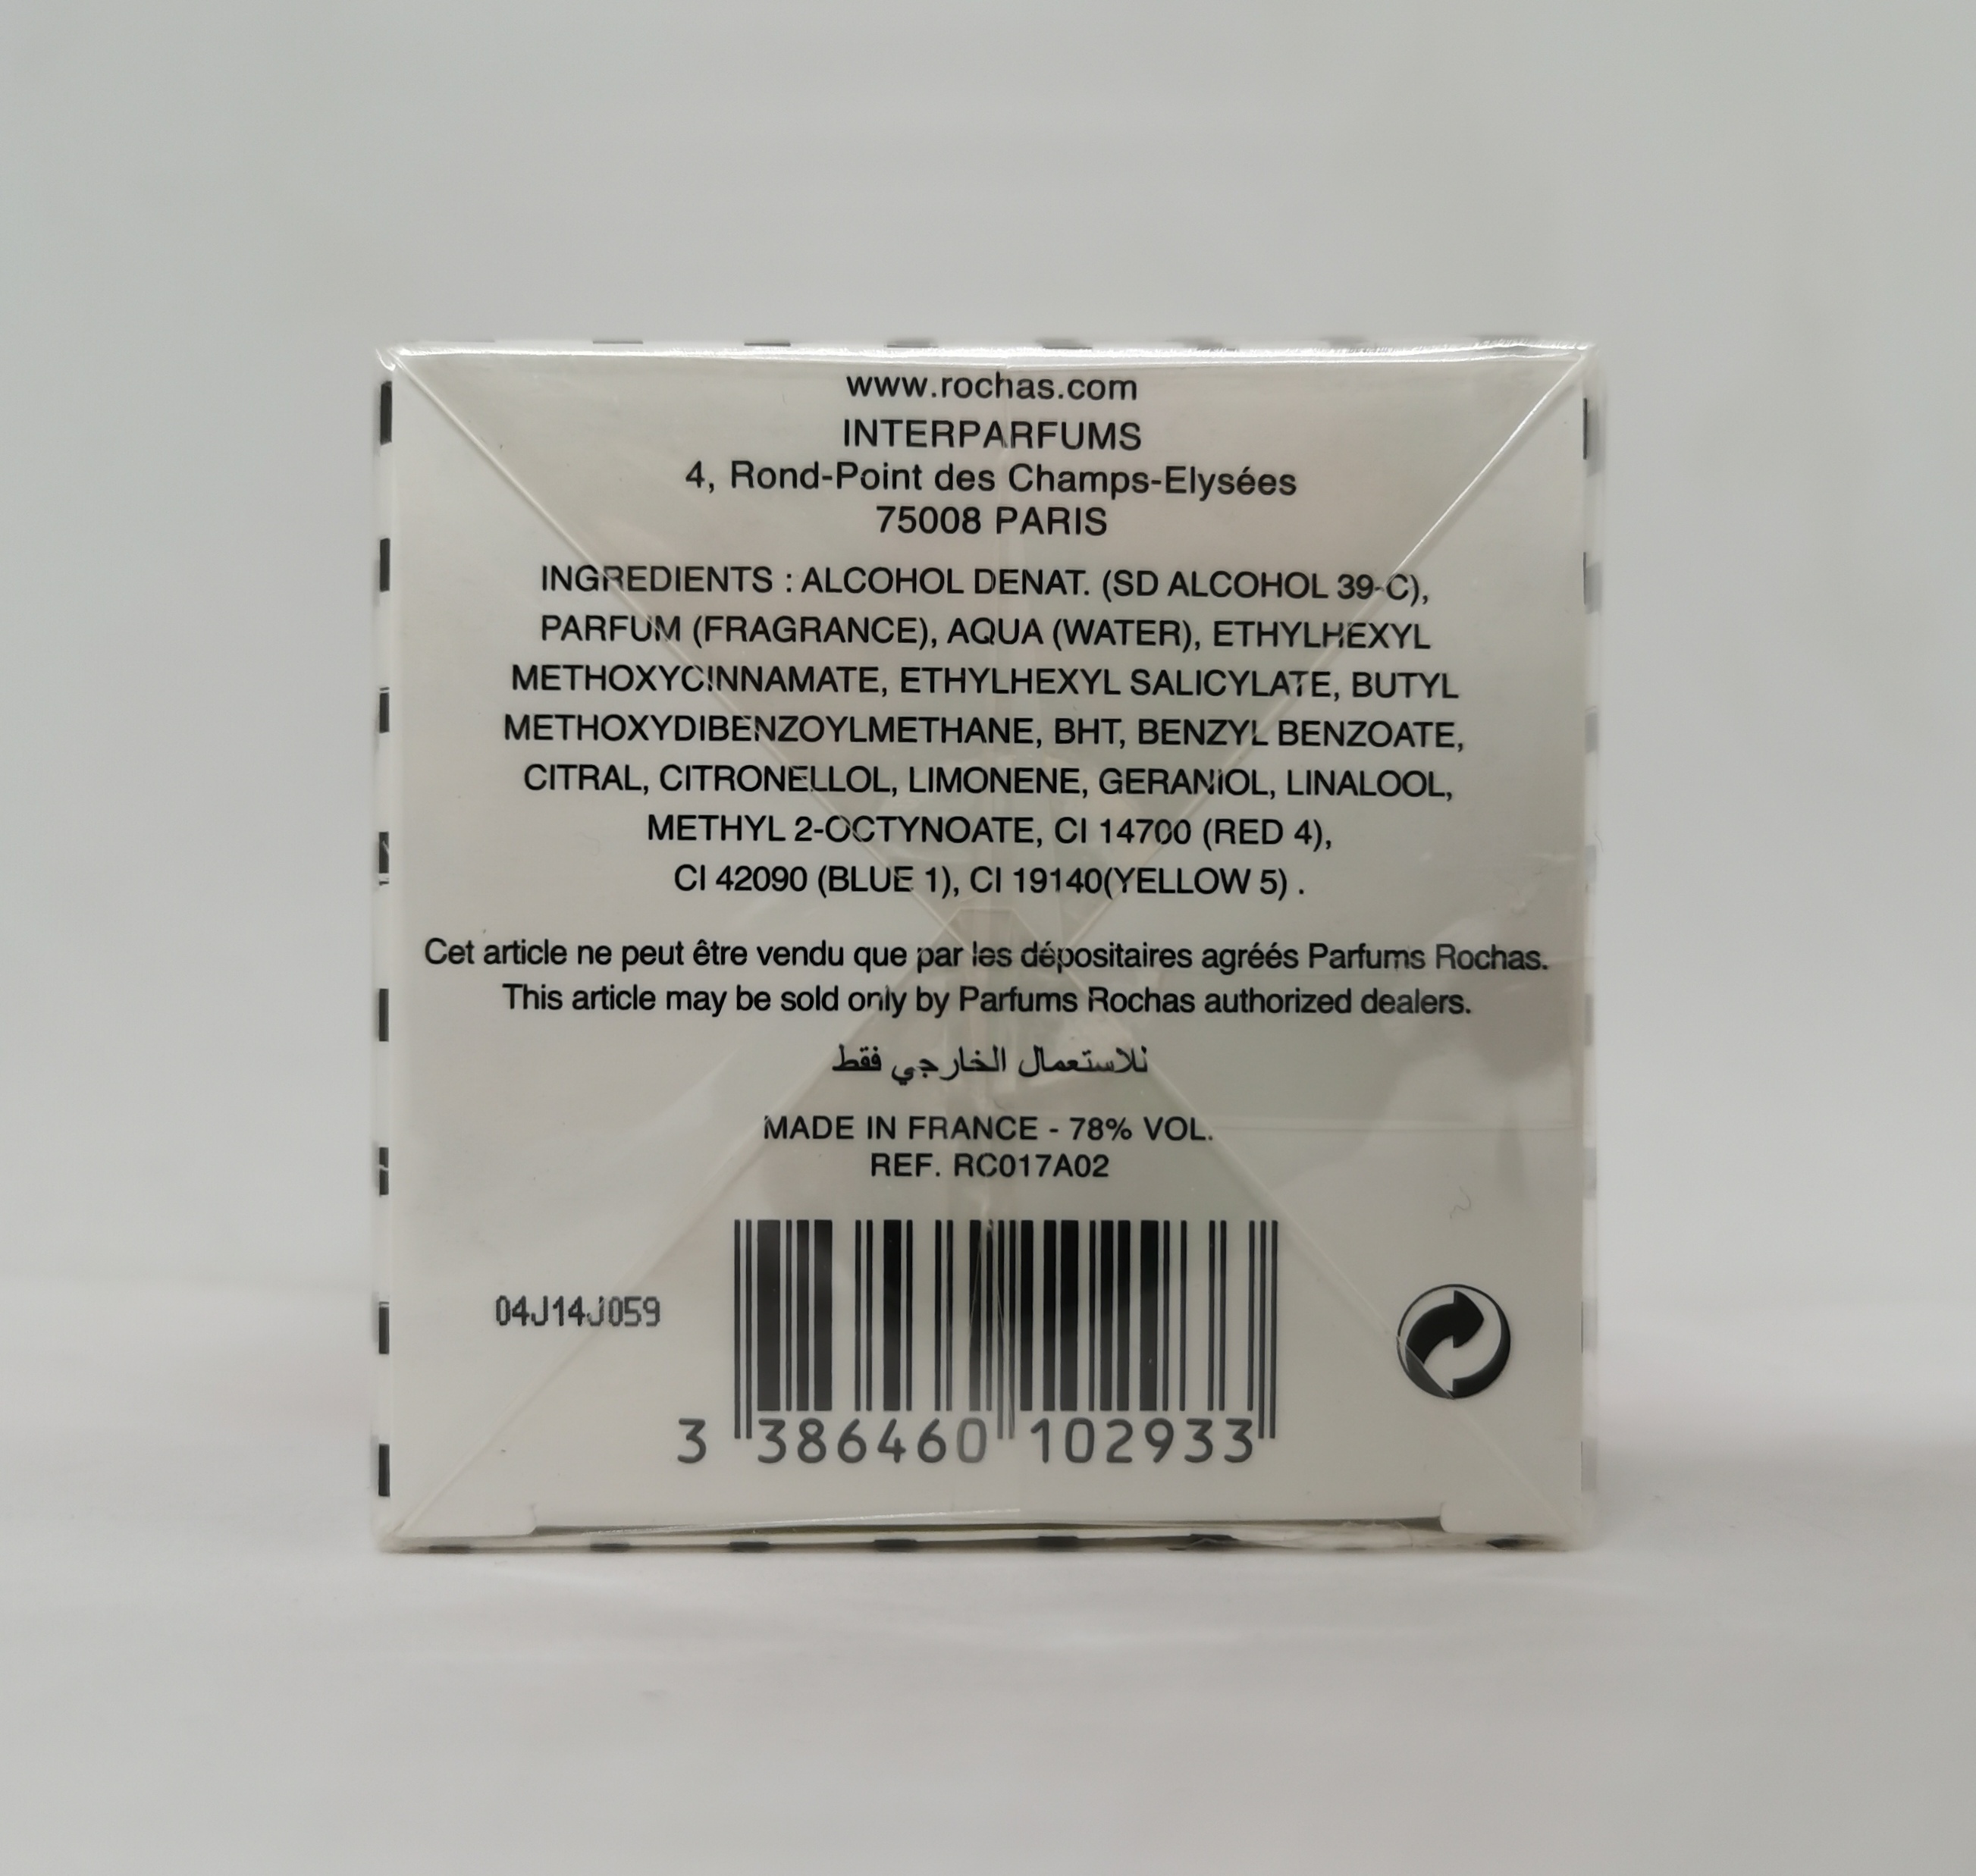 www.rochas.com
INTERPARFUMS
4, Rond-Point des Champs-Elysées
75008 PARIS
INGREDIENTS : ALCOHOL DENAT. (SD ALCOHOL 39-C),
PARFUM (FRAGRANCE), AQUA (WATER), ETHYLHEXYL
METHOXYCINNAMATE, ETHYLHEXYL SALICYLATE, BUTYL
METHOXYDIBENZOYLMETHANE, BHT, BENZYL BENZOATE,
CITRAL, CITRONELLOL, LIMONENE, GERANIOL, LINALOOL,
METHYL 2-OCTYNOATE, CI 14700 (RED 4),
CI 42090 (BLUE 1), CI 19140(YELLOW 5) .
Cet article ne peut être vendu que par les dépositaires agréés Parfums Rochas.
This article may be sold only by Parfums Rochas authorized dealers.
للاستعمال الخارجي فقط
MADE IN FRANCE - 78% VOL.
REF. RC017A02
04J14J059
3 386460 102933